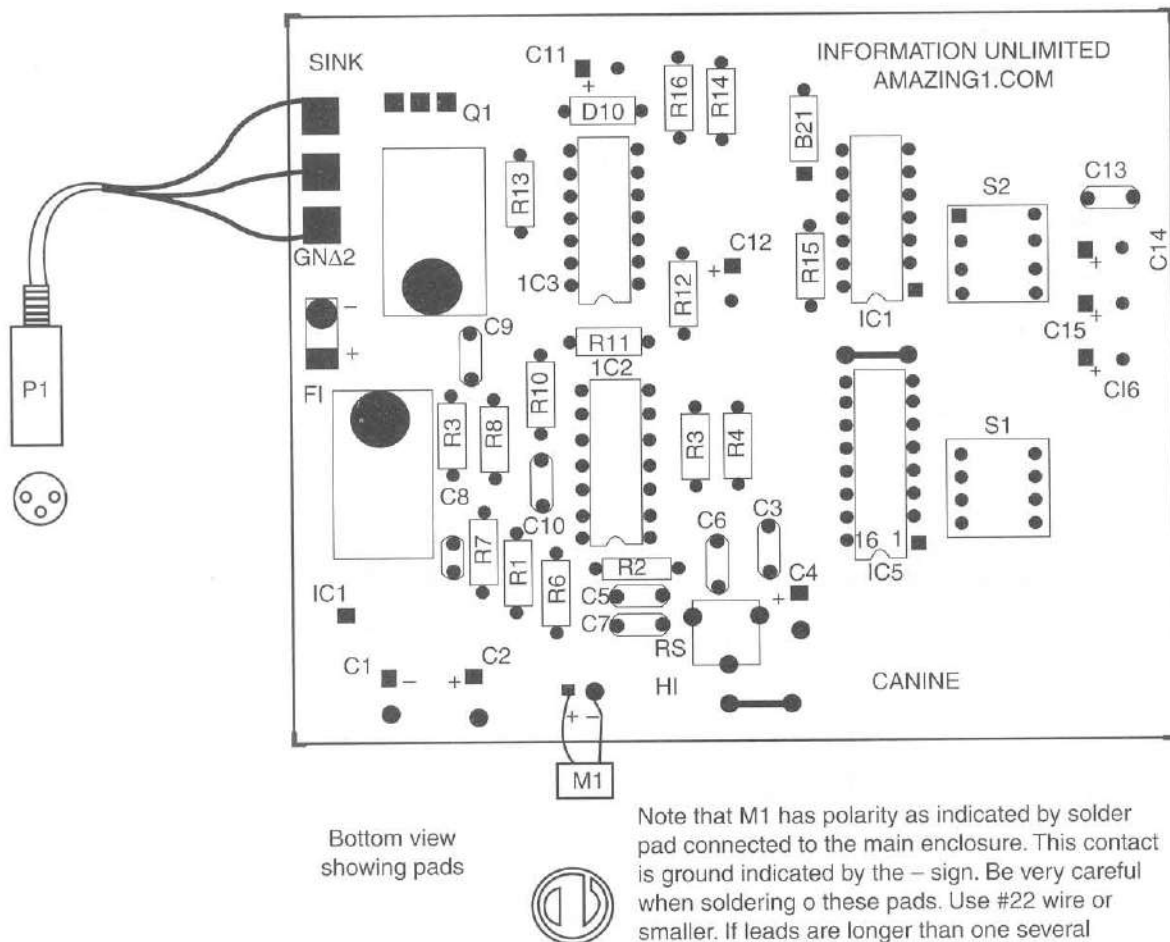 INFORMATION UNLIMITED
AMAZING1.COM
SINK
C11
+
Q1
D10
R16
R14
B21
C13
S2
R13
C14
GNΔ2
1C3
C12
+
R12
R15
IC1
+
+
C15
+
CI6
−
+
FI
P1
C9
R11
1C2
R10
R3
R8
R3
R4
S1
C8
C10
R7
R1
R6
R2
C6
C3
16 1
IC5
C4
+
C5
C7
IC1
RS
C1
−
+
C2
HI
CANINE
+ −
M1
Bottom view
showing pads
Note that M1 has polarity as indicated by solder
pad connected to the main enclosure. This contact
is ground indicated by the – sign. Be very careful
when soldering o these pads. Use #22 wire or
smaller. If leads are longer than one several